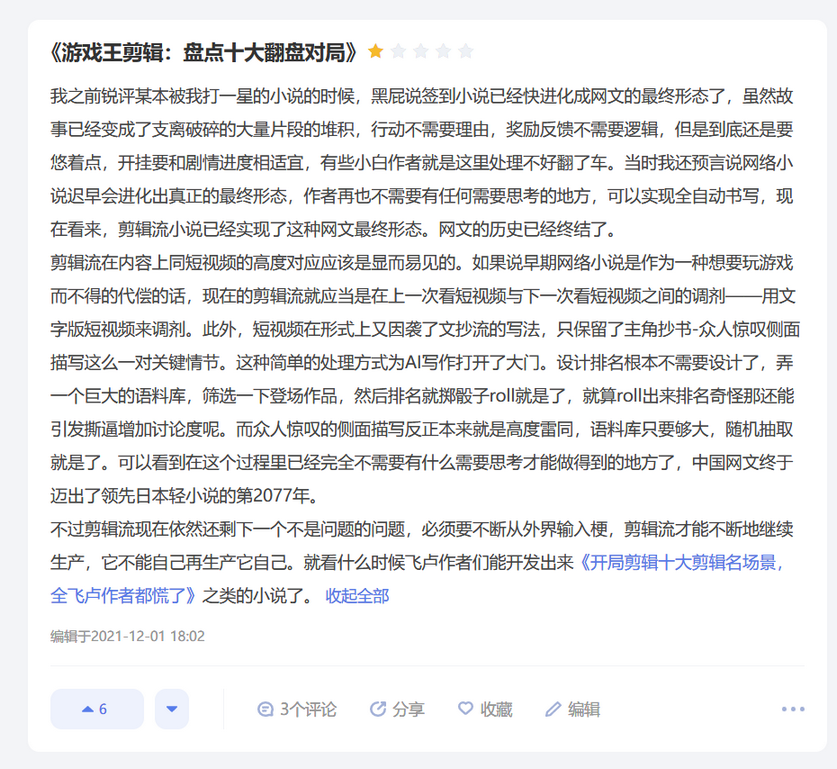 《游戏王剪辑：盘点十大翻盘对局》
我之前锐评某本被我打一星的小说的时候，黑屁说签到小说已经快进化成网文的最终形态了，虽然故
事已经变成了支离破碎的大量片段的堆积，行动不需要理由，奖励反馈不需要逻辑，但是到底还是要
悠着点，开挂要和剧情进度相适宜，有些小白作者就是这里处理不好翻了车。当时我还预言说网络小
说迟早会进化出真正的最终形态，作者再也不需要有任何需要思考的地方，可以实现全自动书写，现
在看来，剪辑流小说已经实现了这种网文最终形态。网文的历史已经终结了。
剪辑流在内容上同短视频的高度对应应该是显而易见的。如果说早期网络小说是作为一种想要玩游戏
而不得的代偿的话，现在的剪辑流就应当是在上一次看短视频与下一次看短视频之间的调剂——用文
字版短视频来调剂。此外，短视频在形式上又因袭了文抄流的写法，只保留了主角抄书-众人惊叹侧面
描写这么一对关键情节。这种简单的处理方式为AI写作打开了大门。设计排名根本不需要设计了，弄
一个巨大的语料库，筛选一下登场作品，然后排名就掷骰子roll就是了，就算roll出来排名奇怪那还能
引发撕逼增加讨论度呢。而众人惊叹的侧面描写反正本来就是高度雷同，语料库只要够大，随机抽取
就是了。可以看到在这个过程里已经完全不需要有什么需要思考才能做得到的地方了，中国网文终于
迈出了领先日本轻小说的第2077年。
不过剪辑流现在依然还剩下一个不是问题的问题，必须要不断从外界输入梗，剪辑流才能不断地继续
生产，它不能自己再生产它自己。就看什么时候飞卢作者们能开发出来《开局剪辑十大剪辑名场景，
全飞卢作者都慌了》之类的小说了。 收起全部
编辑于2021-12-01 18:02
6 3个评论 分享 收藏 编辑